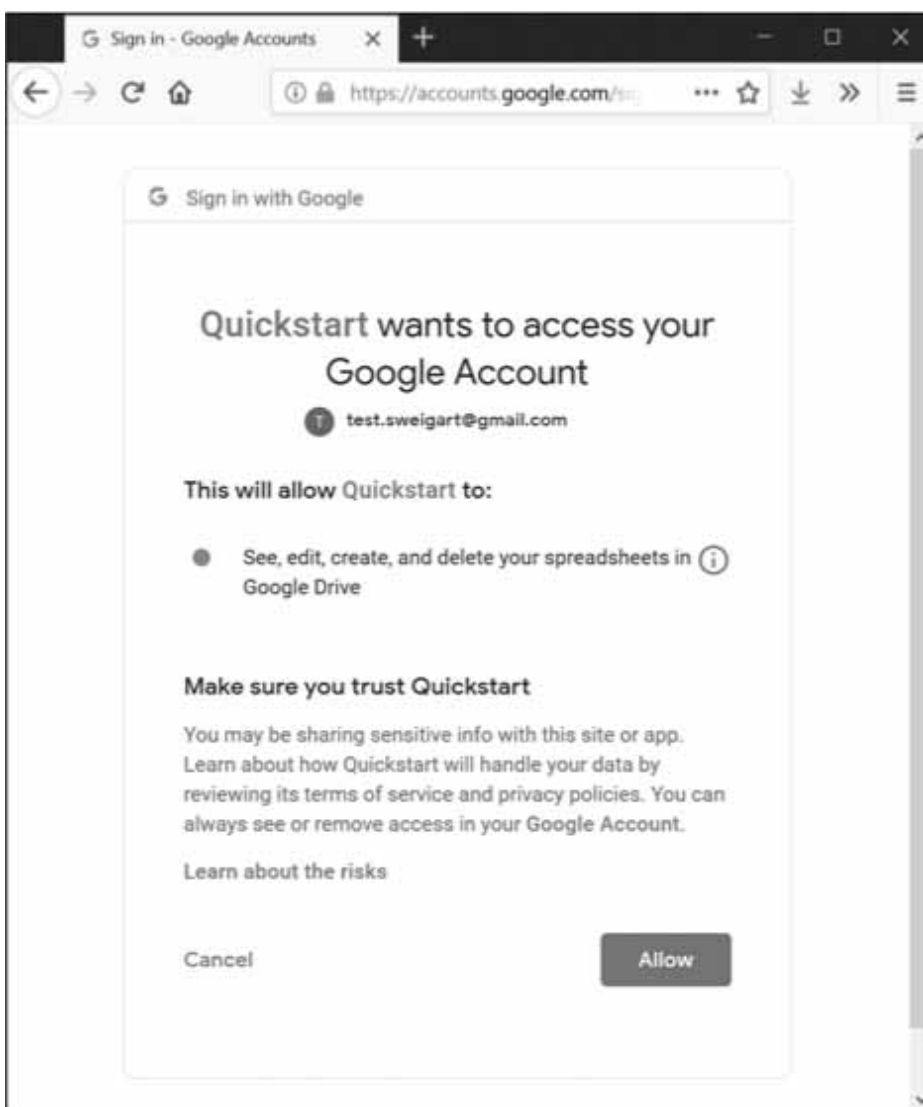 G Sign in - Google Accounts
https://accounts.google.com/
G Sign in with Google
Quickstart wants to access your
Google Account
T test.sweigart@gmail.com
This will allow Quickstart to:
See, edit, create, and delete your spreadsheets in
Google Drive
Make sure you trust Quickstart
You may be sharing sensitive info with this site or app.
Learn about how Quickstart will handle your data by
reviewing its terms of service and privacy policies. You can
always see or remove access in your Google Account.
Learn about the risks
Cancel
Allow